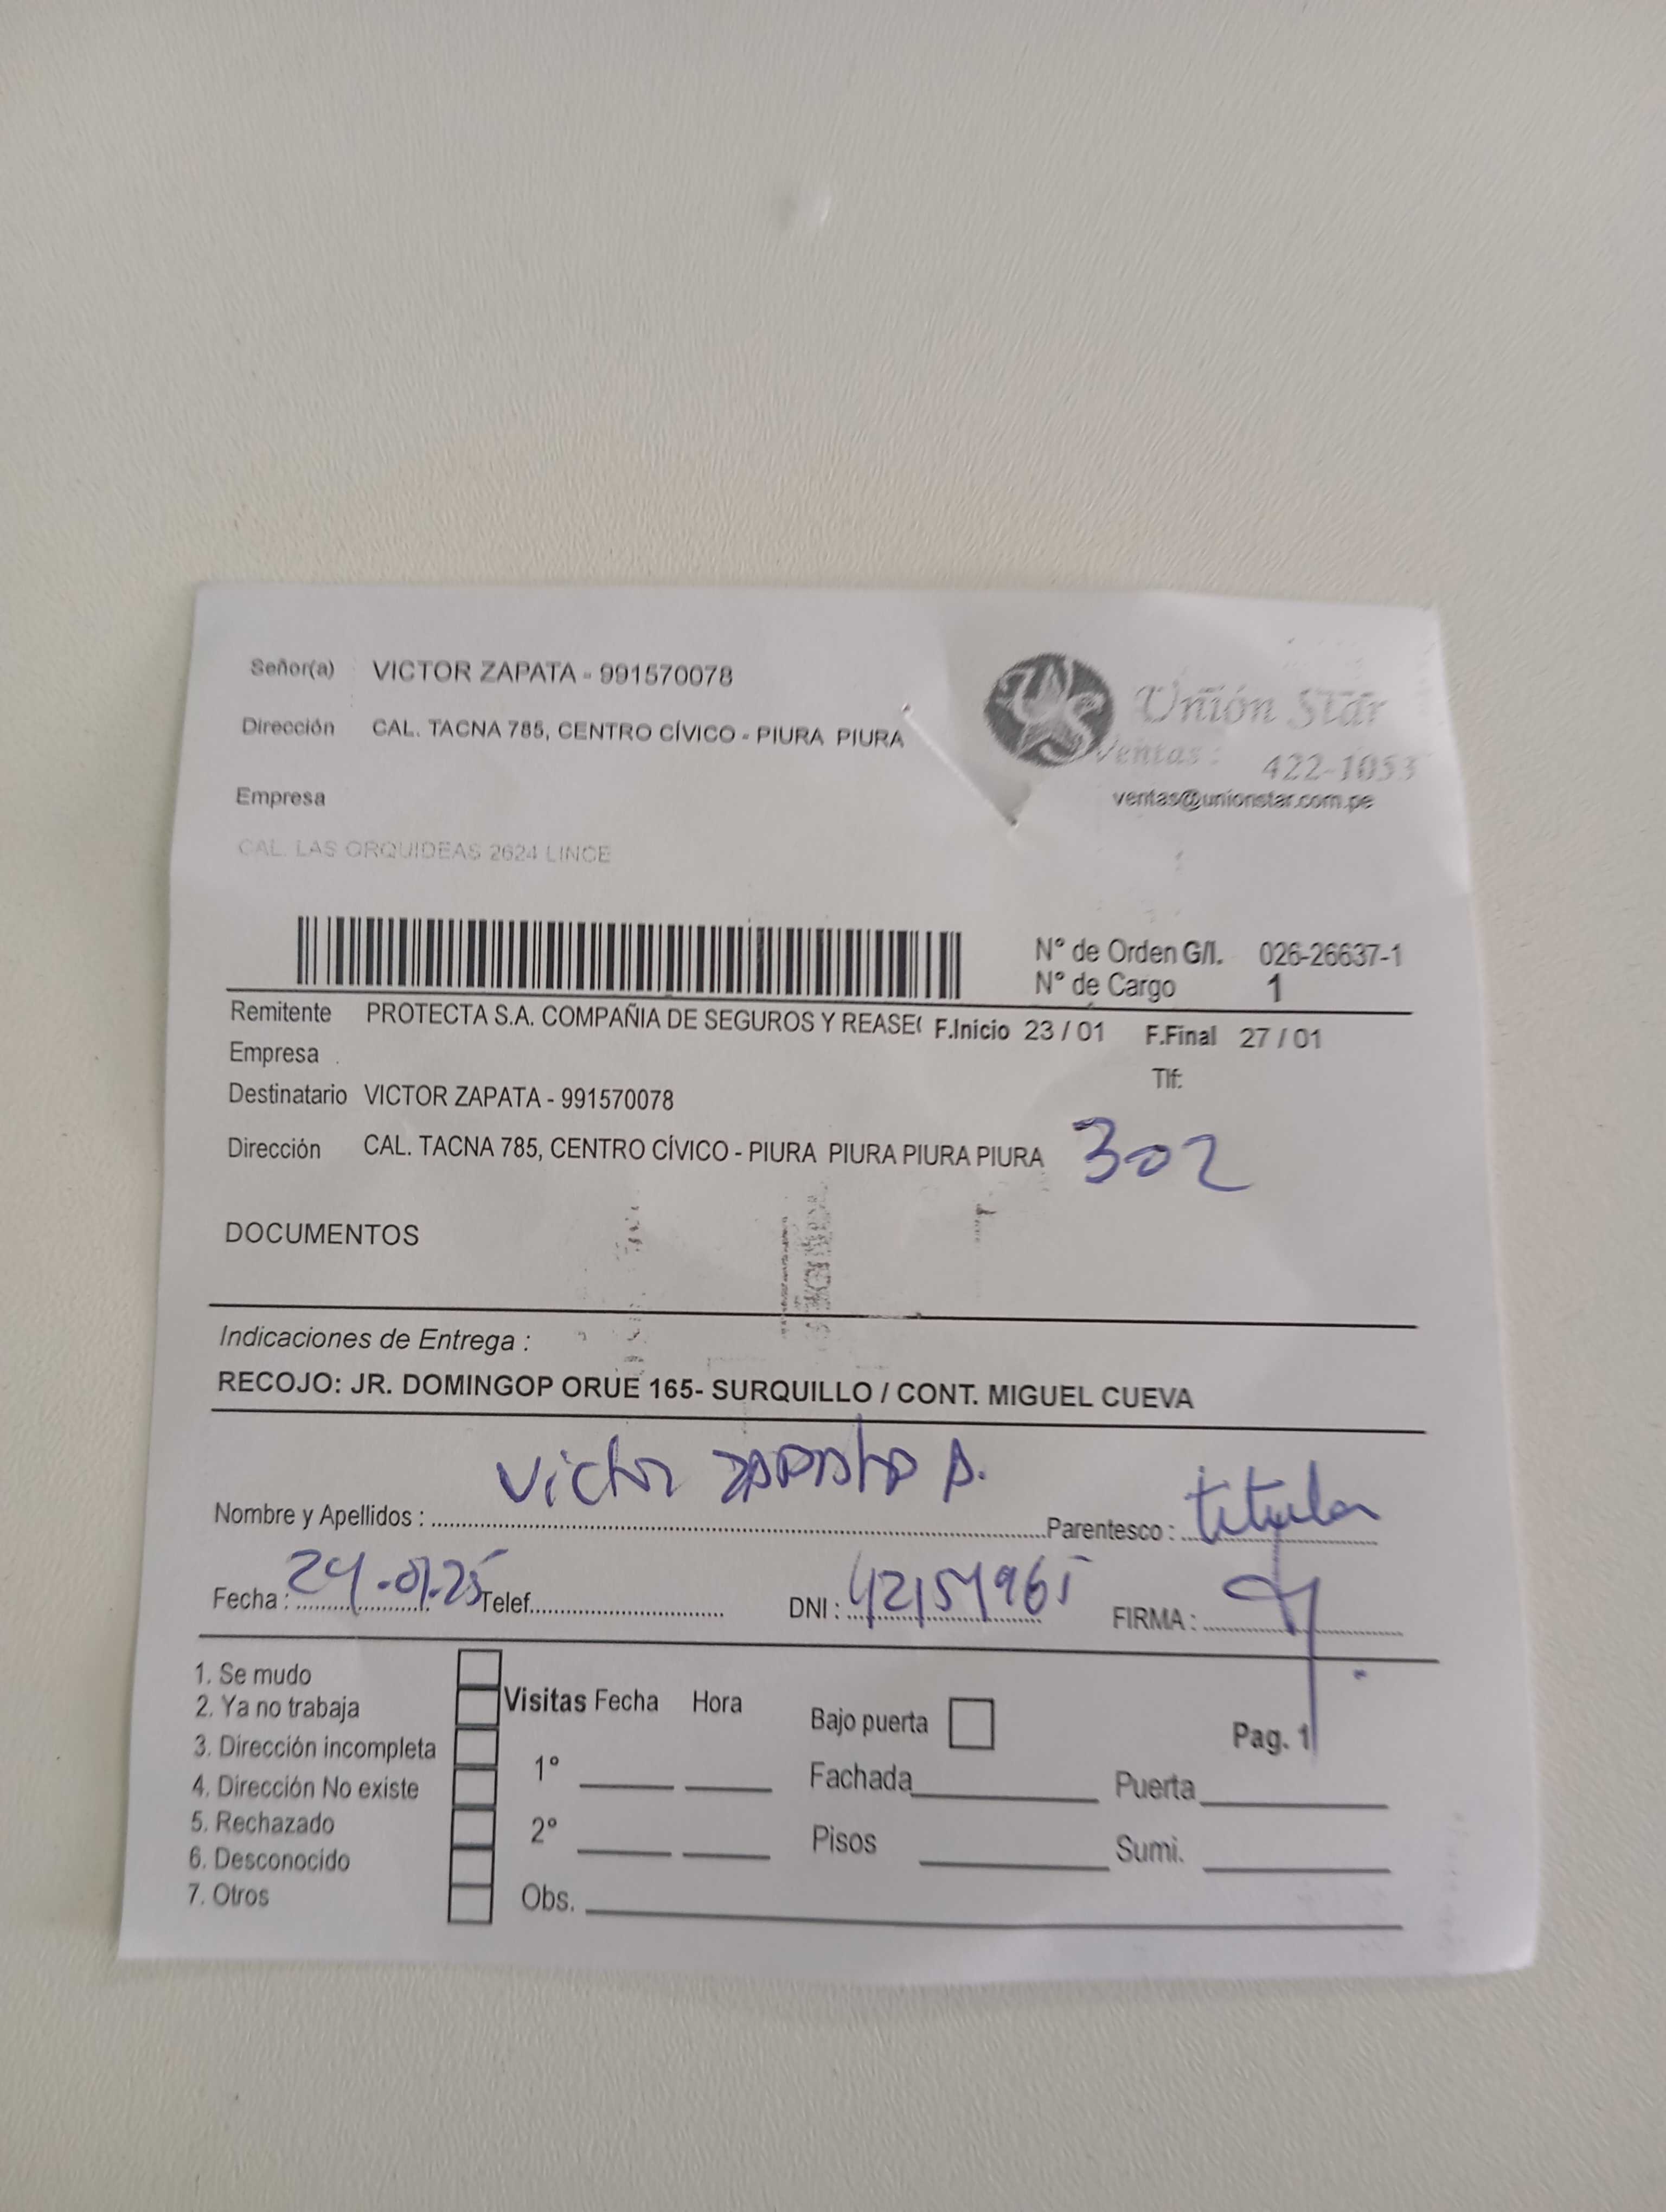 Señor(a) VICTOR ZAPATA - 991570078
Unión Star
Dirección CAL. TACNA 785, CENTRO CÍVICO - PIURA PIURA
Ventas : 422-1053
Empresa
ventas@unionstar.com.pe
CAL. LAS ORQUIDEAS 2624 LINCE
N° de Orden G/I. 026-26637-1
N° de Cargo 1
Remitente PROTECTA S.A. COMPAÑIA DE SEGUROS Y REASE( F.Inicio 23 / 01 F.Final 27 / 01
Empresa .
Tlf:
Destinatario VICTOR ZAPATA - 991570078
Dirección CAL. TACNA 785, CENTRO CÍVICO - PIURA PIURA PIURA PIURA 302
DOCUMENTOS
Indicaciones de Entrega :
RECOJO: JR. DOMINGOP ORUE 165- SURQUILLO / CONT. MIGUEL CUEVA
Nombre y Apellidos : Victor ZAPAtA A. Parentesco : titular
Fecha : 24-01-25 Telef. DNI : 42154965 FIRMA :
1. Se mudo
2. Ya no trabaja
3. Dirección incompleta
4. Dirección No existe
5. Rechazado
6. Desconocido
7. Otros
Visitas Fecha Hora
1°
2°
Obs.
Bajo puerta
Pag. 1
Fachada Puerta
Pisos Sumi.